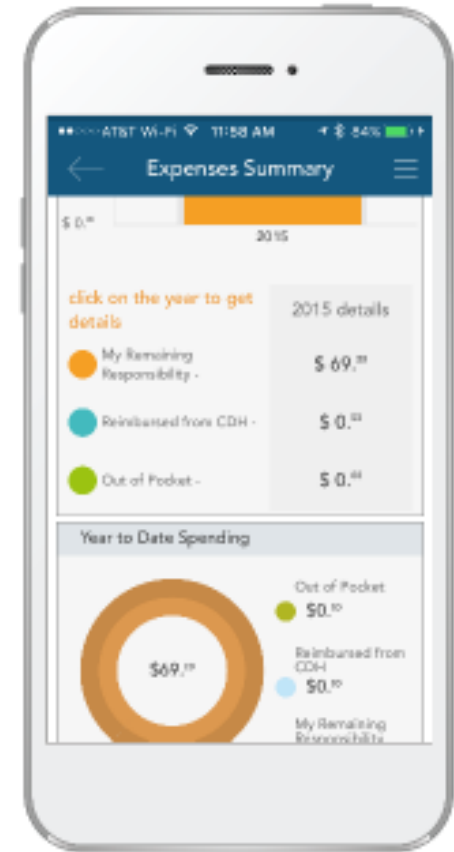 AT&T Wi-Fi 11:58 AM 84%
Expenses Summary
$ 0.
2015
click on the year to get
details
2015 details
My Remaining
Responsibility -
$ 69.
Reimbursed from CDH -
$ 0.
Out of Pocket -
$ 0.
Year to Date Spending
$69.
Out of Pocket
$0.
Reimbursed from
CDH
$0.
My Remaining
Responsibility